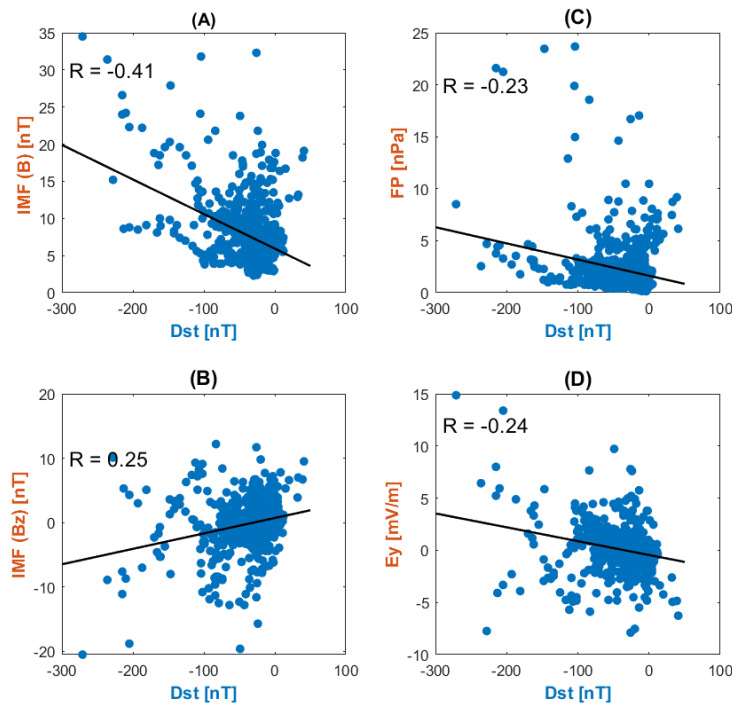 (A)
35
30
25
20
15
10
5
0
IMF (B) [nT]
R = -0.41
-300 -200 -100 0 100
Dst [nT]
(C)
25
20
15
10
5
0
FP [nPa]
R = -0.23
-300 -200 -100 0 100
Dst [nT]
(B)
20
10
0
-10
-20
IMF (Bz) [nT]
R = 0.25
-300 -200 -100 0 100
Dst [nT]
(D)
15
10
5
0
-5
-10
Ey [mV/m]
R = -0.24
-300 -200 -100 0 100
Dst [nT]